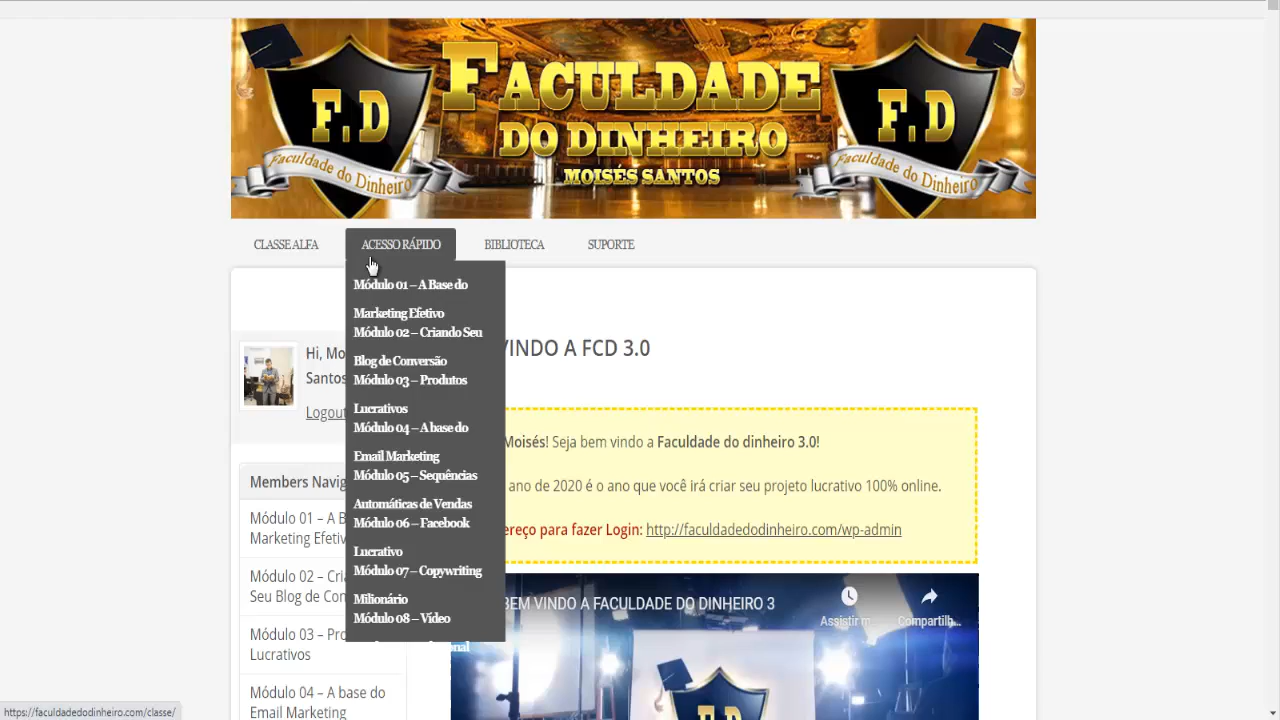 F.D
Faculdade do Dinheiro
FACULDADE
DO DINHEIRO
MOISÉS SANTOS
F.D
Faculdade do Dinheiro
CLASSE ALFA
ACESSO RÁPIDO
BIBLIOTECA
SUPORTE
Módulo 01 – A Base do
Marketing Efetivo
Módulo 02 – Criando Seu
Blog de Conversão
Módulo 03 – Produtos
Lucrativos
Módulo 04 – A base do
Email Marketing
Módulo 05 – Sequências
Automáticas de Vendas
Módulo 06 – Facebook
Lucrativo
Módulo 07 – Copywriting
Milionário
Módulo 08 – Vídeo
VINDO A FCD 3.0
Hi, Mo
Santos
Logout
Moisés! Seja bem vindo a Faculdade do dinheiro 3.0!
ano de 2020 é o ano que você irá criar seu projeto lucrativo 100% online.
ereço para fazer Login: http://faculdadedodinheiro.com/wp-admin
Members Navig
Módulo 01 – A B
Marketing Efetiv
Módulo 02 – Cria
Seu Blog de Con
Módulo 03 – Pro
Lucrativos
Módulo 04 – A base do
Email Marketing
BEM VINDO A FACULDADE DO DINHEIRO 3
Assistir m...
Compartilh...
F.D
https://faculdadedodinheiro.com/classe/